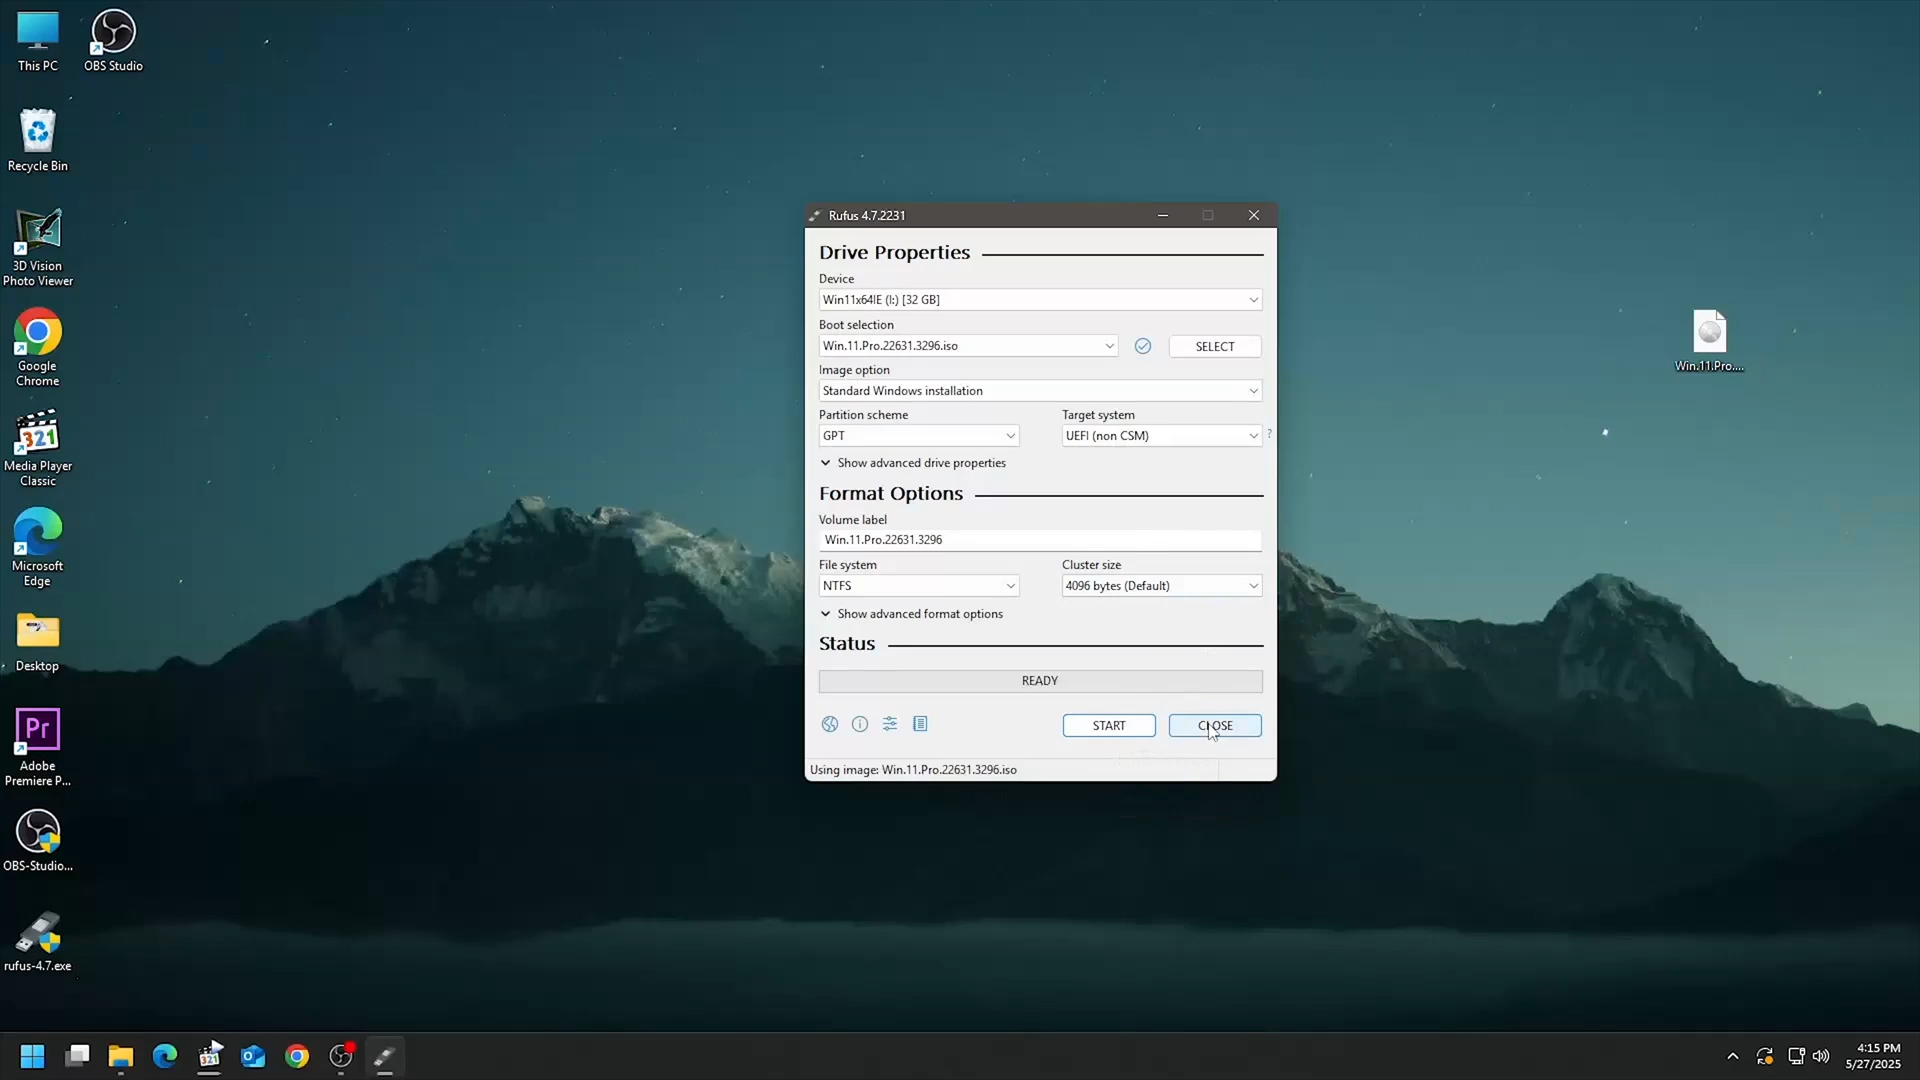 This PC
OBS Studio
Recycle Bin
3D Vision
Photo Viewer
Google
Chrome
321
Media Player
Classic
Microsoft
Edge
Desktop
Pr
Adobe
Premiere P...
OBS-Studio...
rufus-4.7.exe
Rufus 4.7.2231
Drive Properties
Device
Win11x64IE (I:) [32 GB]
Boot selection
Win.11.Pro.22631.3296.iso
SELECT
Image option
Standard Windows installation
Partition scheme
Target system
GPT
UEFI (non CSM)
?
Show advanced drive properties
Format Options
Volume label
Win.11.Pro.22631.3296
File system
Cluster size
NTFS
4096 bytes (Default)
Show advanced format options
Status
READY
START
CLOSE
Using image: Win.11.Pro.22631.3296.iso
Win.11.Pro....
321
4:15 PM
5/27/2025